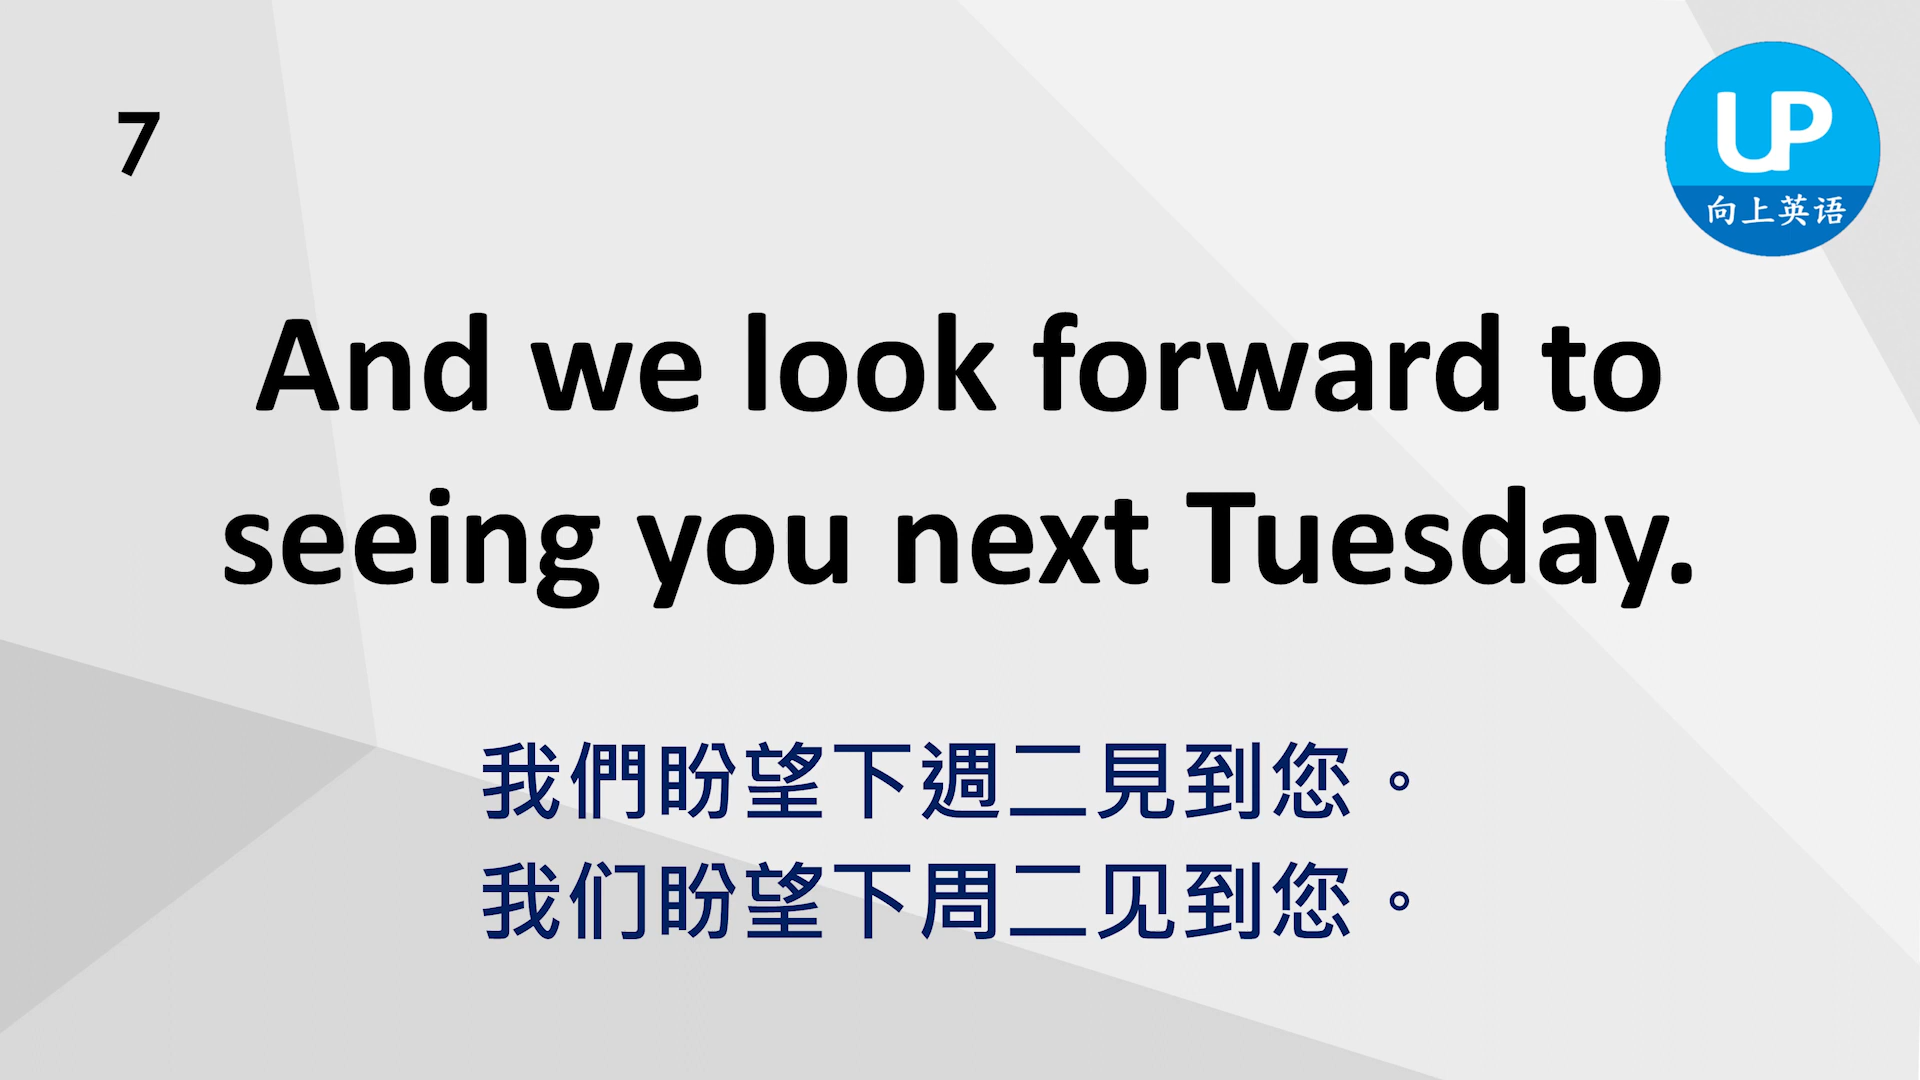 7
UP
向上英语
And we look forward to
seeing you next Tuesday.
我們盼望下週二見到您。
我们盼望下周二见到您。